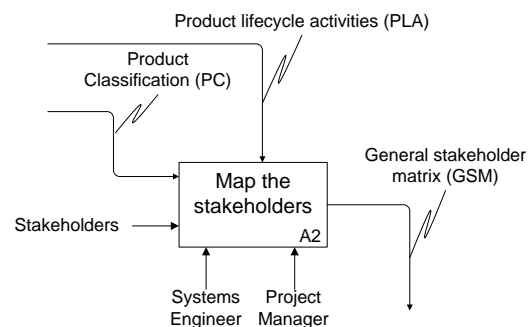 Product lifecycle activities (PLA)
Product
Classification (PC)
General stakeholder
matrix (GSM)
Map the
stakeholders
A2
Stakeholders
Systems
Engineer
Project
Manager